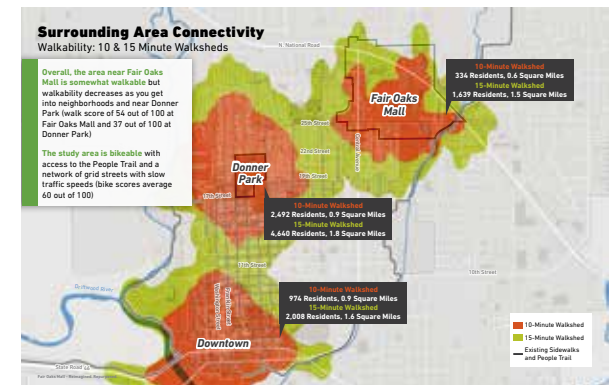 Surrounding Area Connectivity
Walkability: 10 & 15 Minute Walksheds
Overall, the area near Fair Oaks
Mall is somewhat walkable but
walkability decreases as you get
into neighborhoods and near Donner
Park (walk score of 54 out of 100 at
Fair Oaks Mall and 37 out of 100 at
Donner Park)
The study area is bikeable with
access to the People Trail and a
network of grid streets with slow
traffic speeds (bike scores average
60 out of 100)
N. National Road
10-Minute Walkshed
334 Residents, 0.6 Square Miles
15-Minute Walkshed
1,639 Residents, 1.5 Square Miles
Fair Oaks
Mall
25th Street
Central Avenue
22nd Street
19th Street
Donner
Park
17th Street
10-Minute Walkshed
2,492 Residents, 0.9 Square Miles
15-Minute Walkshed
4,640 Residents, 1.8 Square Miles
11th Street
10th Street
10-Minute Walkshed
974 Residents, 0.9 Square Miles
15-Minute Walkshed
2,008 Residents, 1.6 Square Miles
Franklin Street
Washington Street
Downtown
State Road
10-Minute Walkshed
15-Minute Walkshed
Existing Sidewalks
and People Trail
Fair Oaks Mall